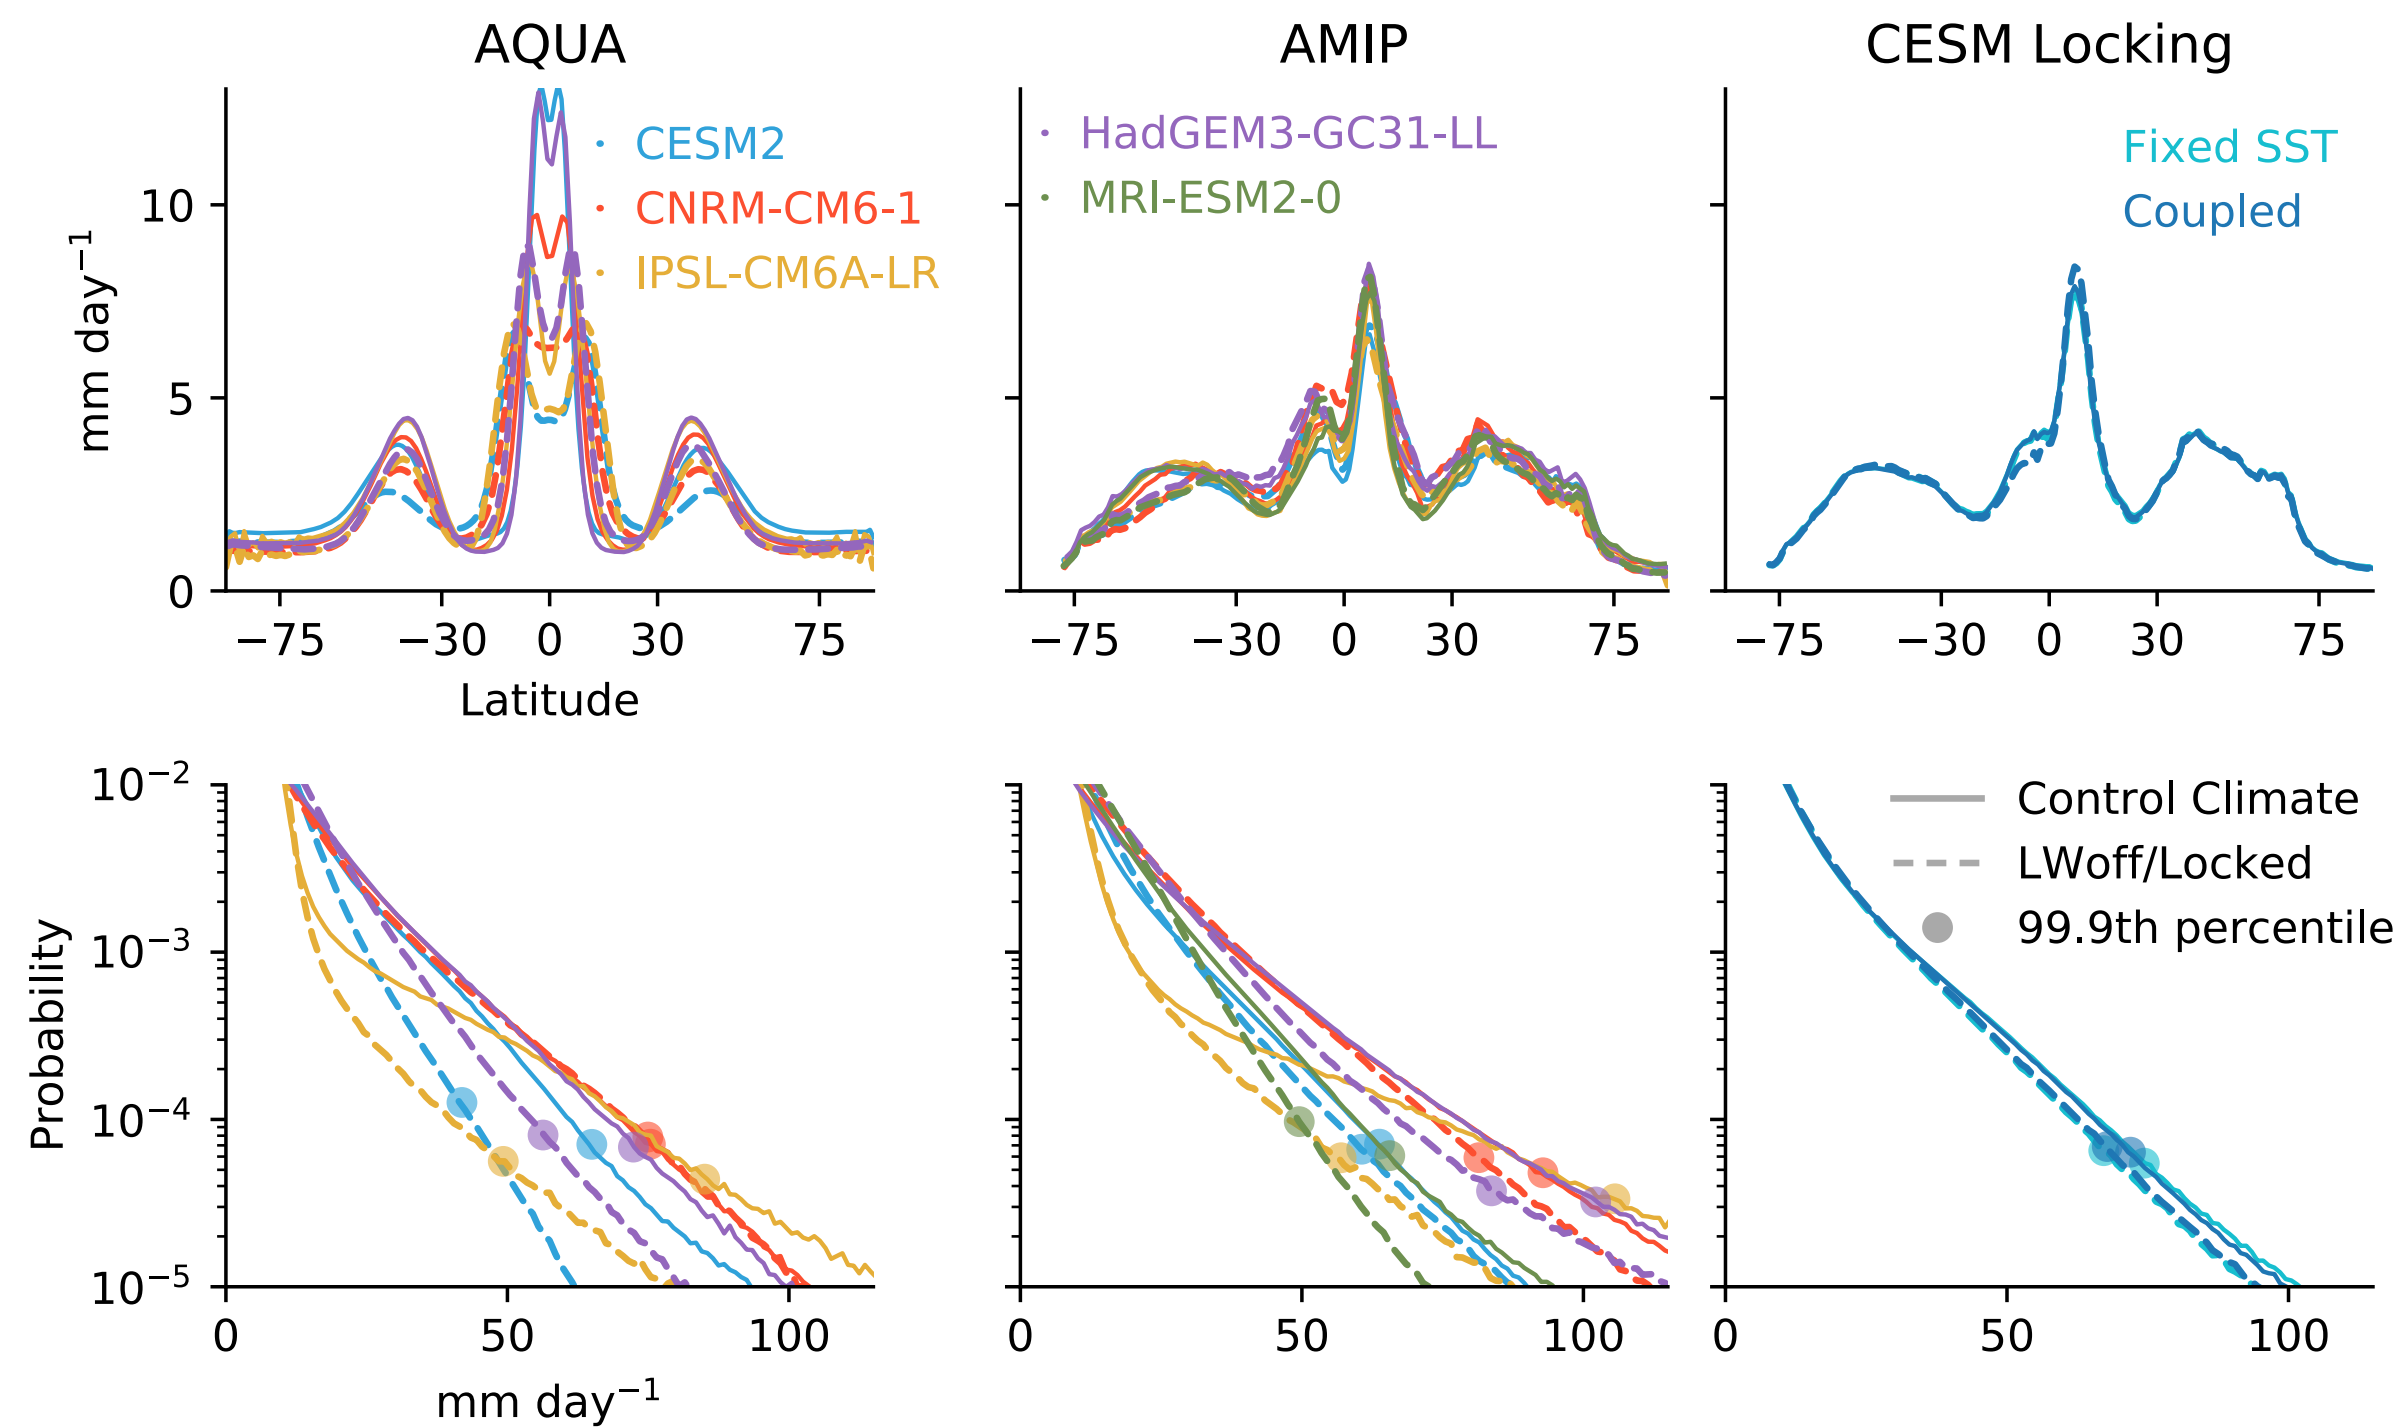 AQUA
AMIP
CESM Locking
mm day⁻¹
10
5
0
CESM2
CNRM-CM6-1
IPSL-CM6A-LR
HadGEM3-GC31-LL
MRI-ESM2-0
Fixed SST
Coupled
−75 −30 0 30 75
−75 −30 0 30 75
−75 −30 0 30 75
Latitude
Probability
10⁻²
10⁻³
10⁻⁴
10⁻⁵
Control Climate
LWoff/Locked
99.9th percentile
0 50 100
0 50 100
0 50 100
mm day⁻¹